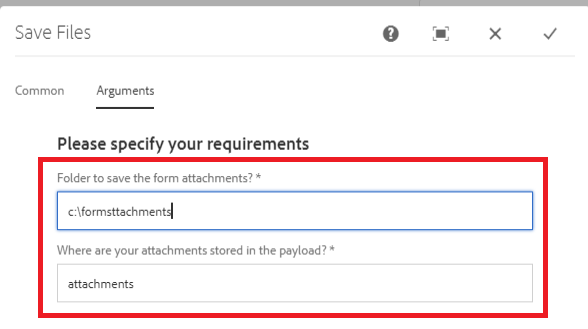 Save Files
Common Arguments
Please specify your requirements
Folder to save the form attachments? *
c:\formsttachments
Where are your attachments stored in the payload? *
attachments